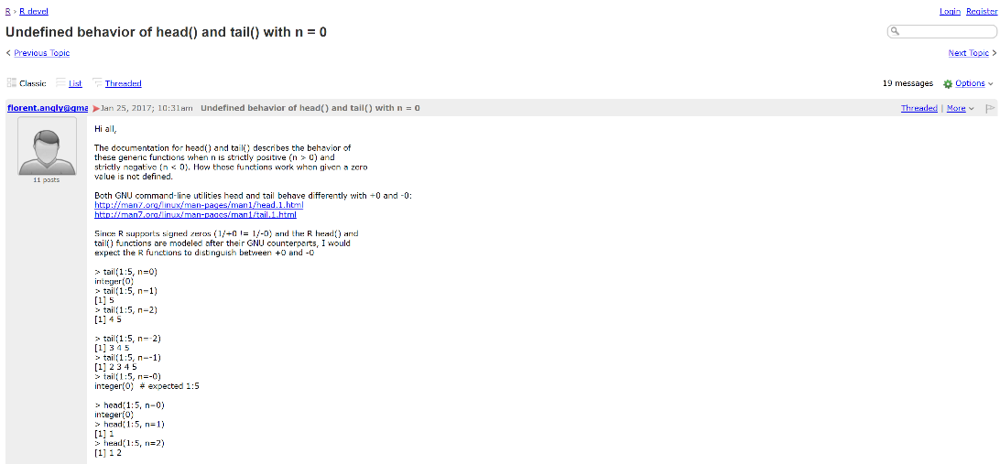 R › R devel
Login Register
Undefined behavior of head() and tail() with n = 0
‹ Previous Topic
Next Topic ›
Classic List Threaded
19 messages Options
florent.angly@gma
Jan 25, 2017; 10:31am Undefined behavior of head() and tail() with n = 0
Threaded | More
11 posts
Hi all,
The documentation for head() and tail() describes the behavior of
these generic functions when n is strictly positive (n > 0) and
strictly negative (n < 0). How these functions work when given a zero
value is not defined.
Both GNU command-line utilities head and tail behave differently with +0 and -0:
http://man7.org/linux/man-pages/man1/head.1.html
http://man7.org/linux/man-pages/man1/tail.1.html
Since R supports signed zeros (1/+0 != 1/-0) and the R head() and
tail() functions are modeled after their GNU counterparts, I would
expect the R functions to distinguish between +0 and -0
> tail(1:5, n=0)
integer(0)
> tail(1:5, n=1)
[1] 5
> tail(1:5, n=2)
[1] 4 5
> tail(1:5, n=-2)
[1] 3 4 5
> tail(1:5, n=-1)
[1] 2 3 4 5
> tail(1:5, n=-0)
integer(0)  # expected 1:5
> head(1:5, n=0)
integer(0)
> head(1:5, n=1)
[1] 1
> head(1:5, n=2)
[1] 1 2